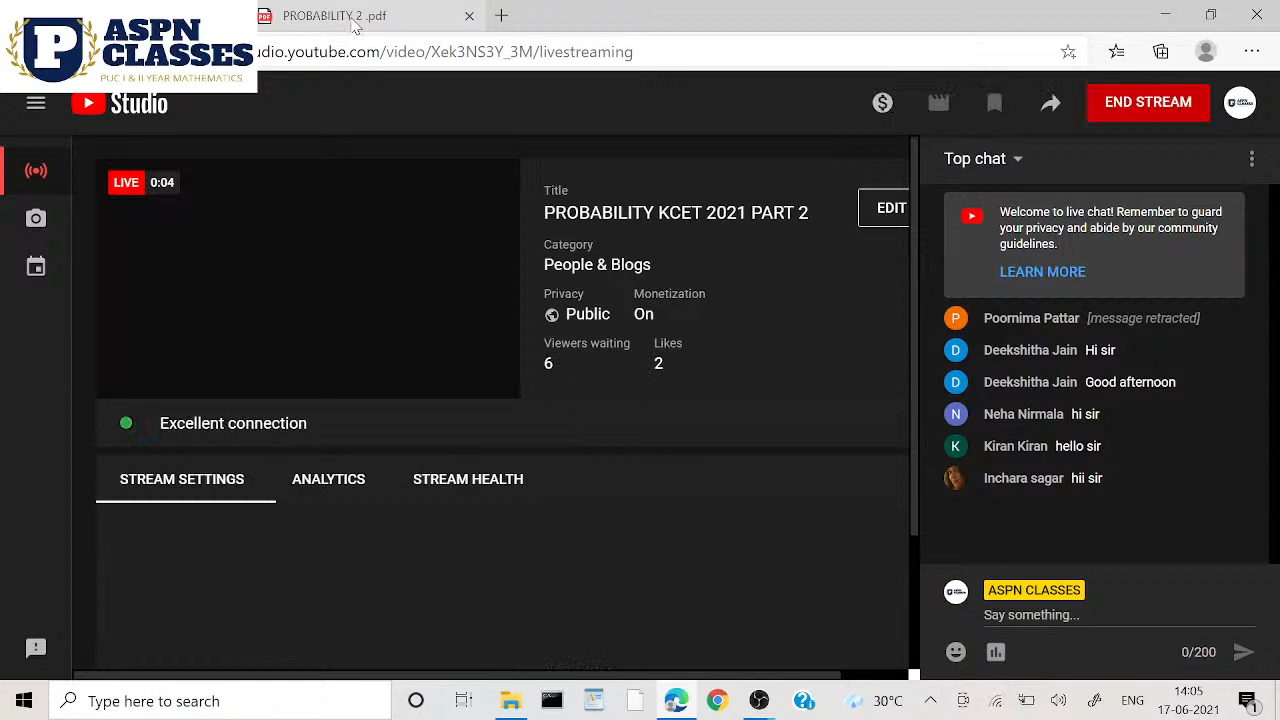 PROBABILITY 2 .pdf
ASPN
CLASSES
PUC I & II YEAR MATHEMATICS
P
dio.youtube.com/video/Xek3NS3Y_3M/livestreaming
Studio
END STREAM
LIVE 0:04
Title
PROBABILITY KCET 2021 PART 2
EDIT
Category
People & Blogs
Privacy
Monetization
Public
On
Viewers waiting
Likes
6
2
Excellent connection
STREAM SETTINGS
ANALYTICS
STREAM HEALTH
Top chat
Welcome to live chat! Remember to guard
your privacy and abide by our community
guidelines.
LEARN MORE
P Poornima Pattar [message retracted]
D Deekshitha Jain Hi sir
D Deekshitha Jain Good afternoon
N Neha Nirmala hi sir
K Kiran Kiran hello sir
Inchara sagar hii sir
ASPN CLASSES
Say something...
0/200
Type here to search
30°C
ENG
14:05
17-06-2021
1